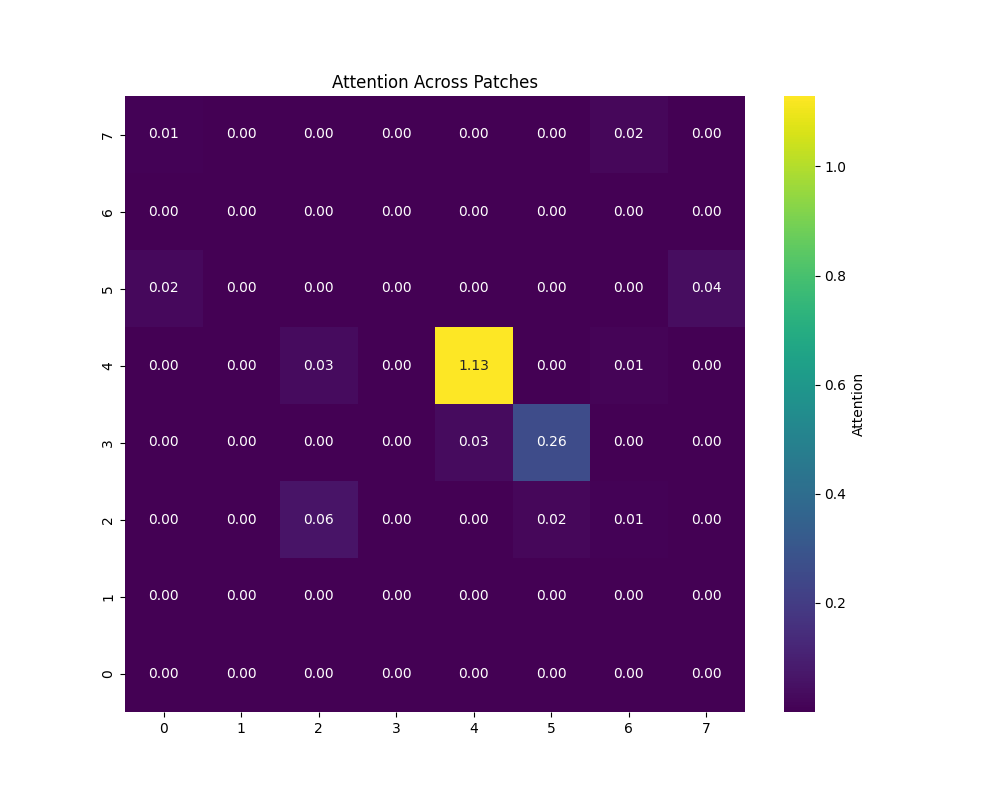 Attention Across Patches
7 0.01 0.00 0.00 0.00 0.00 0.00 0.02 0.00
6 0.00 0.00 0.00 0.00 0.00 0.00 0.00 0.00
5 0.02 0.00 0.00 0.00 0.00 0.00 0.00 0.04
4 0.00 0.00 0.03 0.00 1.13 0.00 0.01 0.00
3 0.00 0.00 0.00 0.00 0.03 0.26 0.00 0.00
2 0.00 0.00 0.06 0.00 0.00 0.02 0.01 0.00
1 0.00 0.00 0.00 0.00 0.00 0.00 0.00 0.00
0 0.00 0.00 0.00 0.00 0.00 0.00 0.00 0.00
0 1 2 3 4 5 6 7
1.0
0.8
0.6
0.4
0.2
Attention